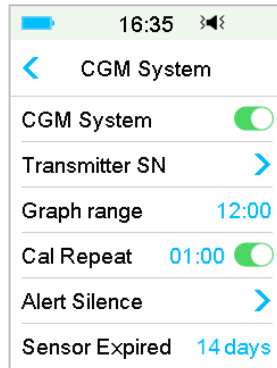 16:35
CGM System
CGM System
Transmitter SN
Graph range 12:00
Cal Repeat 01:00
Alert Silence
Sensor Expired 14 days